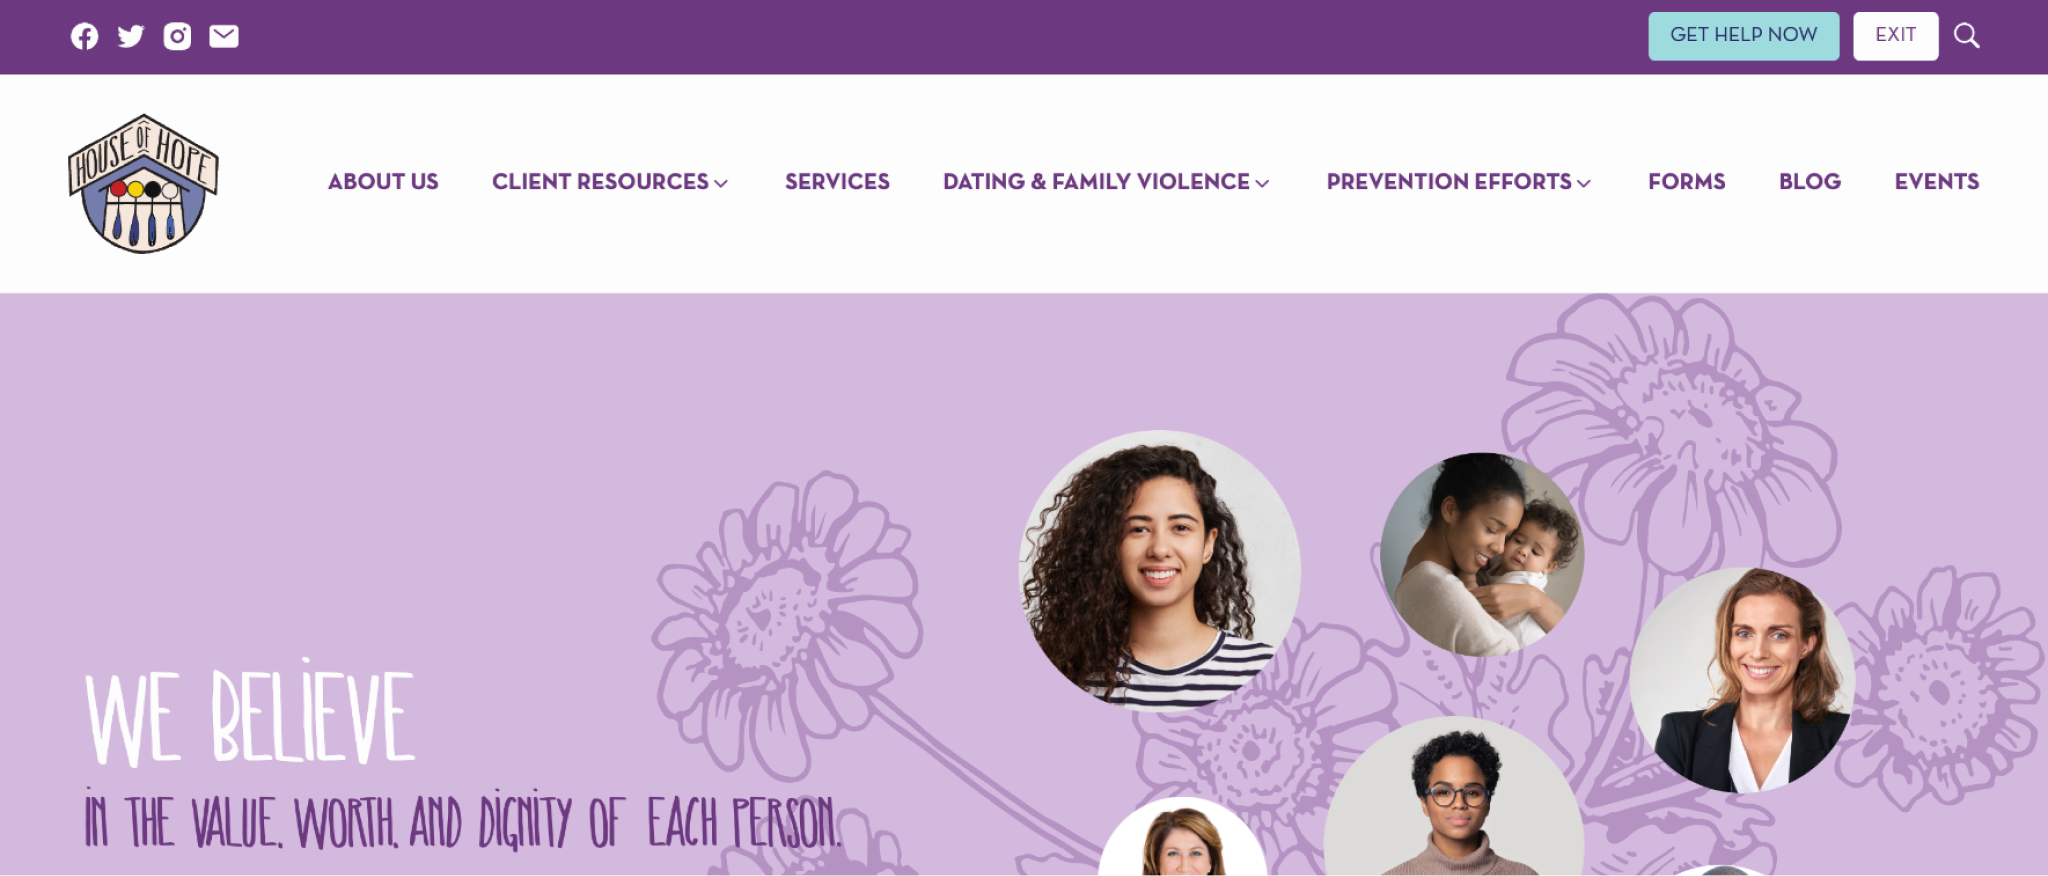 GET HELP NOW
EXIT
HOUSE OF HOPE
ABOUT US
CLIENT RESOURCES
SERVICES
DATING & FAMILY VIOLENCE
PREVENTION EFFORTS
FORMS
BLOG
EVENTS
WE BELIEVE
IN THE VALUE, WORTH, AND DIGNITY OF EACH PERSON.